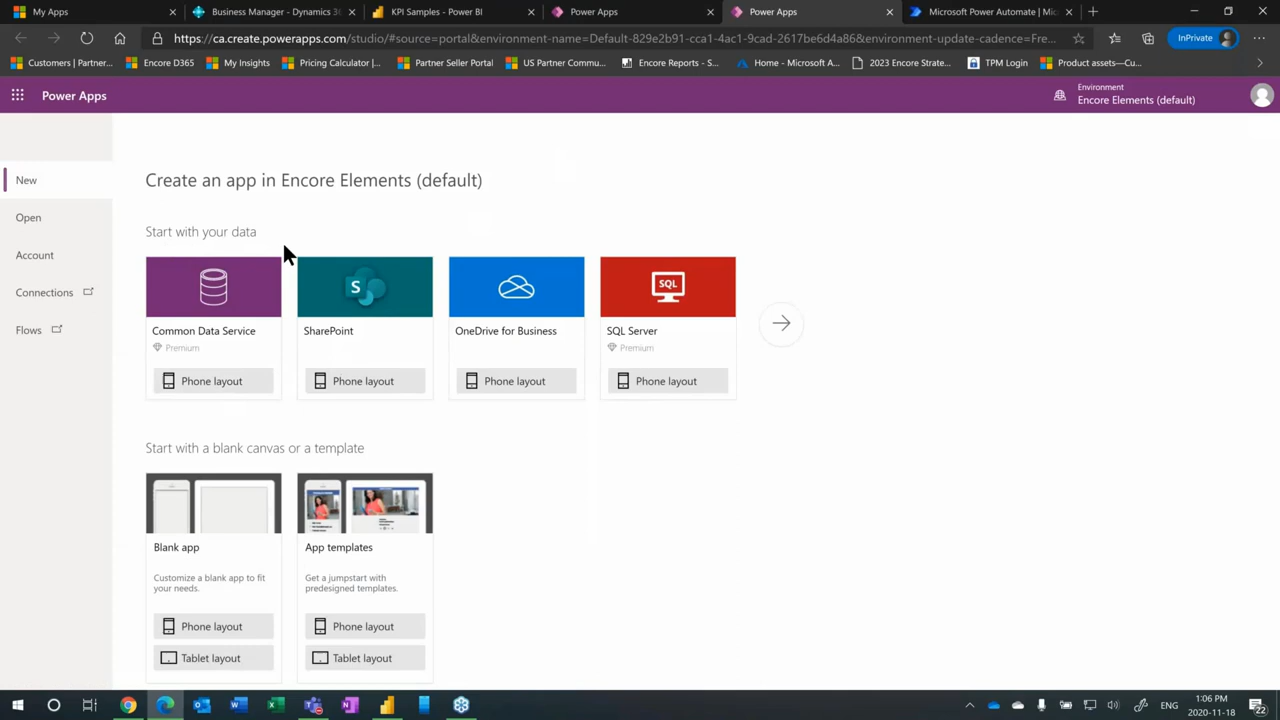 My Apps
Business Manager - Dynamics 36
KPI Samples - Power BI
Power Apps
Power Apps
Microsoft Power Automate | Mic
https://ca.create.powerapps.com/studio/#source=portal&environment-name=Default-829e2b91-cca1-4ac1-9cad-2617be6d4a86&environment-update-cadence=Fre...
InPrivate
Customers | Partner...
Encore D365
My Insights
Pricing Calculator |...
Partner Seller Portal
US Partner Commu...
Encore Reports - S...
Home - Microsoft A...
2023 Encore Strate...
TPM Login
Product assets—Cu...
Power Apps
Environment
Encore Elements (default)
New
Open
Account
Connections
Flows
Create an app in Encore Elements (default)
Start with your data
Common Data Service
Premium
Phone layout
S
SharePoint
Phone layout
OneDrive for Business
Phone layout
SQL
SQL Server
Premium
Phone layout
Start with a blank canvas or a template
Blank app
Customize a blank app to fit
your needs.
Phone layout
Tablet layout
App templates
Get a jumpstart with
predesigned templates.
Phone layout
Tablet layout
ENG
1:06 PM
2020-11-18
22